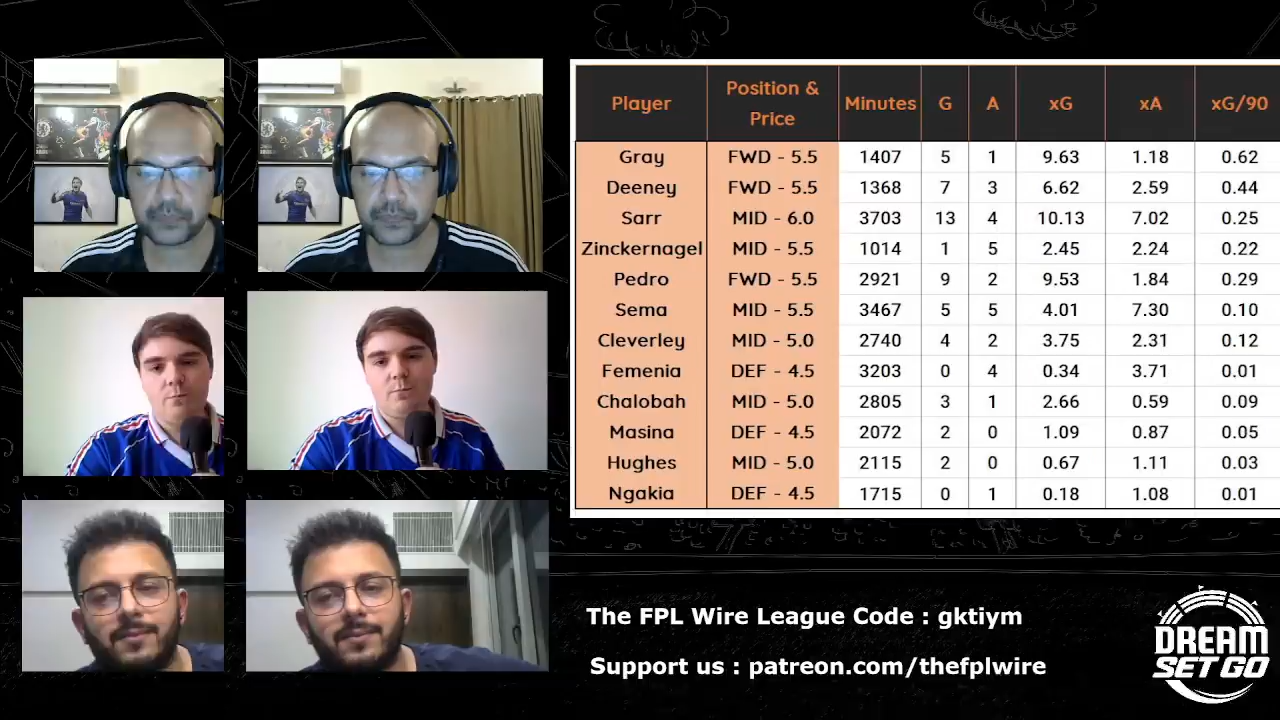 Player Position & Price Minutes G A xG xA xG/90
Gray FWD - 5.5 1407 5 1 9.63 1.18 0.62
Deeney FWD - 5.5 1368 7 3 6.62 2.59 0.44
Sarr MID - 6.0 3703 13 4 10.13 7.02 0.25
Zinckernagel MID - 5.5 1014 1 5 2.45 2.24 0.22
Pedro FWD - 5.5 2921 9 2 9.53 1.84 0.29
Sema MID - 5.5 3467 5 5 4.01 7.30 0.10
Cleverley MID - 5.0 2740 4 2 3.75 2.31 0.12
Femenia DEF - 4.5 3203 0 4 0.34 3.71 0.01
Chalobah MID - 5.0 2805 3 1 2.66 0.59 0.09
Masina DEF - 4.5 2072 2 0 1.09 0.87 0.05
Hughes MID - 5.0 2115 2 0 0.67 1.11 0.03
Ngakia DEF - 4.5 1715 0 1 0.18 1.08 0.01
The FPL Wire League Code : gktiym
Support us : patreon.com/thefplwire
DREAM
SET GO